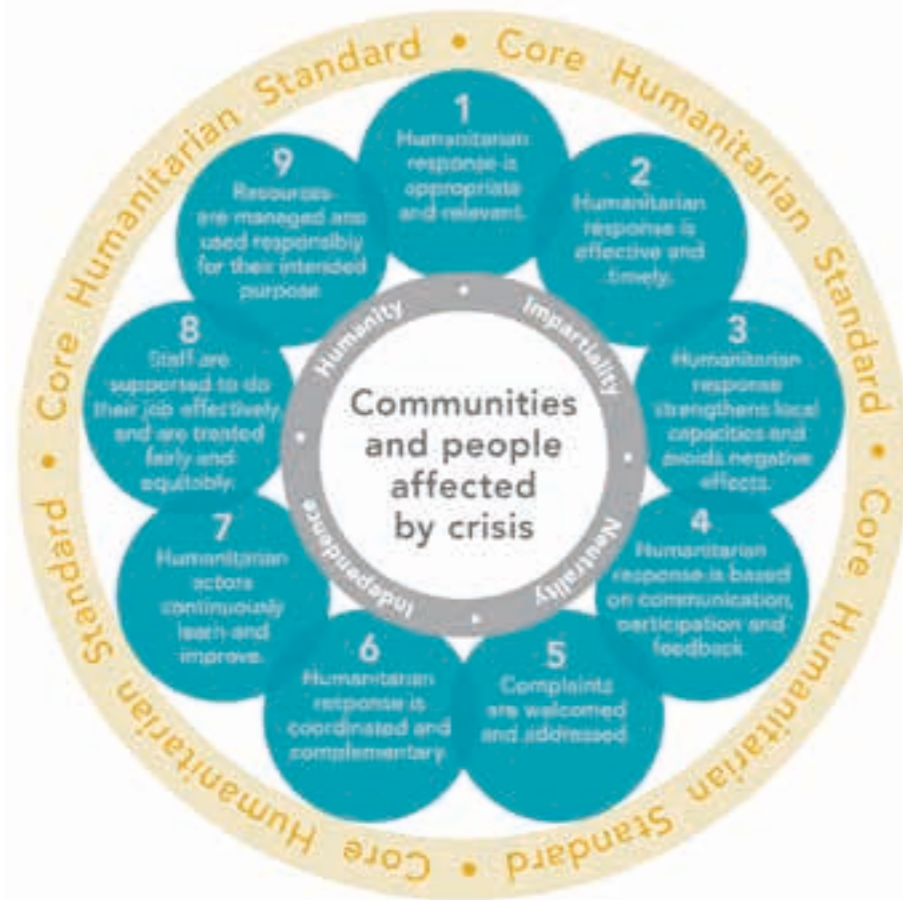 Core Humanitarian Standard • Core Humanitarian Standard • Core Humanitarian Standard • Core Humanitarian Standard •
1
Humanitarian
response is
appropriate
and relevant.
2
Humanitarian
response is
effective and
timely.
3
Humanitarian
response
strengthens local
capacities and
avoids negative
effects.
4
Humanitarian
response is based
on communication,
participation and
feedback
5
Complaints
are welcomed
and addressed
6
Humanitarian
response is
coordinated and
complementary.
7
Humanitarian
actors
continuously
learn and
improve.
8
Staff are
supported to do
their job effectively,
and are treated
fairly and
equitably.
9
Resources
are managed and
used responsibly
for their intended
purpose
Humanity • Impartiality • Neutrality • Independence •
Communities
and people
affected
by crisis